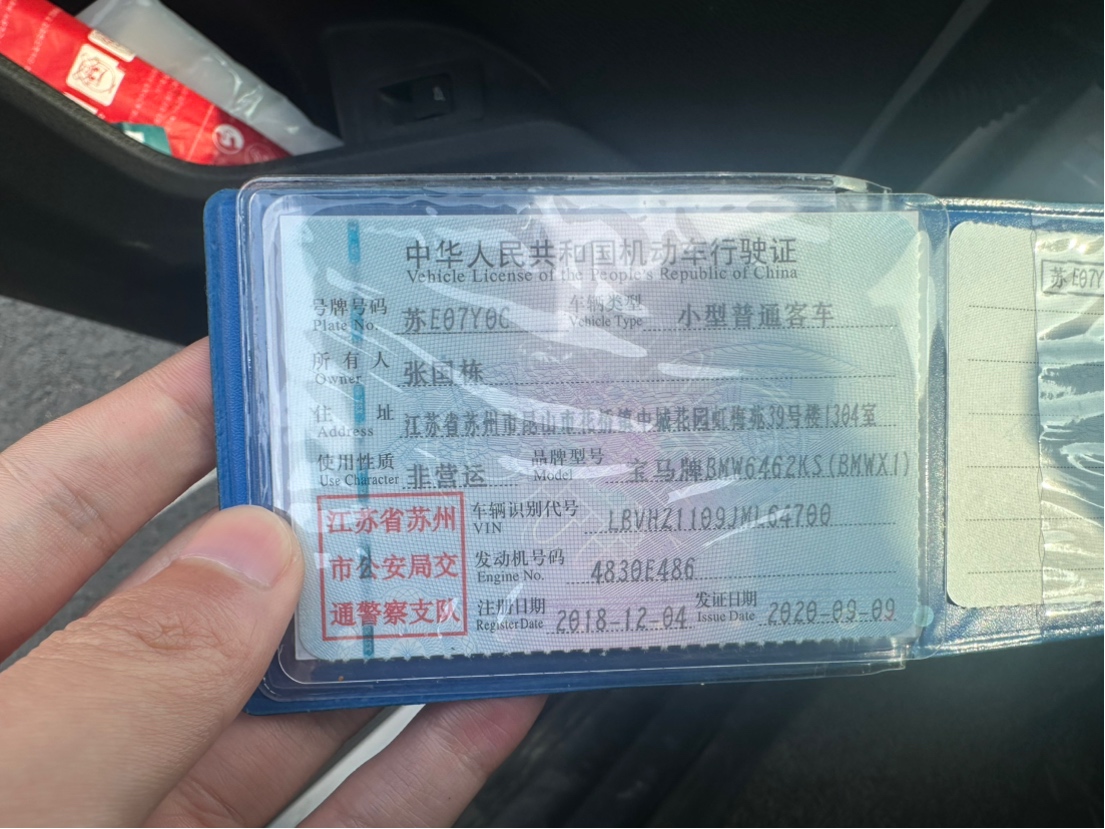 中华人民共和国机动车行驶证
Vehicle License of the People's Republic of China
号牌号码 苏E07Y0C 车辆类型 小型普通客车
Plate No. Vehicle Type
所有人 张国栋
Owner
住址 江苏省苏州市昆山市花桥镇中城花园虹梅苑39号楼1304室
Address
使用性质 非营运 品牌型号 宝马牌BMW6462KS(BMWX1)
Use Character Model
江苏省苏州
市公安局交
通警察支队
车辆识别代号 LBVHZ1109JML64700
VIN
发动机号码 4830E486
Engine No.
注册日期 2018-12-04 发证日期 2020-09-09
Register Date Issue Date
苏E07Y